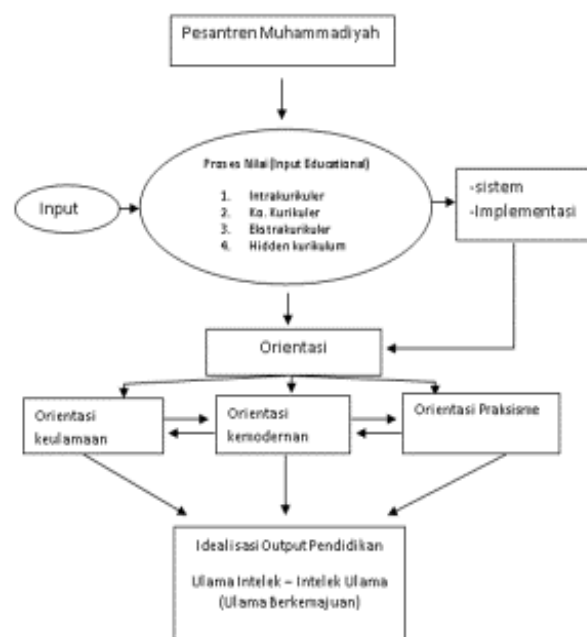 Pesantren Muhammadiyah
Proses Nilai (Input Educational)
1. Intrakurikuler
2. Ko. Kurikuler
3. Ekstrakurikuler
4. Hidden kurikulum
Input
-sistem
-Implementasi
Orientasi
Orientasi
keulamaan
Orientasi
kemodernan
Orientasi Praksisme
Idealisasi Output Pendidikan
Ulama Intelek – Intelek Ulama
(Ulama Berkemajuan)